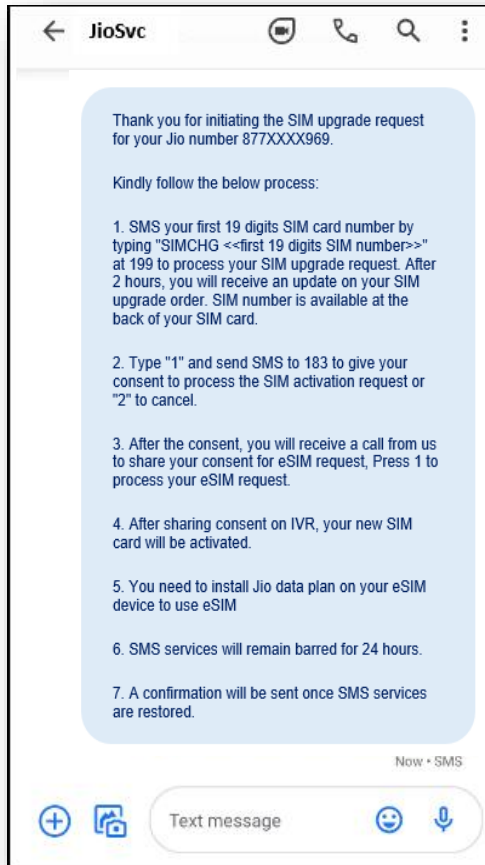 JioSvc
Thank you for initiating the SIM upgrade request
for your Jio number 877XXXX969.
Kindly follow the below process:
1. SMS your first 19 digits SIM card number by
typing "SIMCHG <<first 19 digits SIM number>>"
at 199 to process your SIM upgrade request. After
2 hours, you will receive an update on your SIM
upgrade order. SIM number is available at the
back of your SIM card.
2. Type "1" and send SMS to 183 to give your
consent to process the SIM activation request or
"2" to cancel.
3. After the consent, you will receive a call from us
to share your consent for eSIM request, Press 1 to
process your eSIM request.
4. After sharing consent on IVR, your new SIM
card will be activated.
5. You need to install Jio data plan on your eSIM
device to use eSIM
6. SMS services will remain barred for 24 hours.
7. A confirmation will be sent once SMS services
are restored.
Now • SMS
Text message